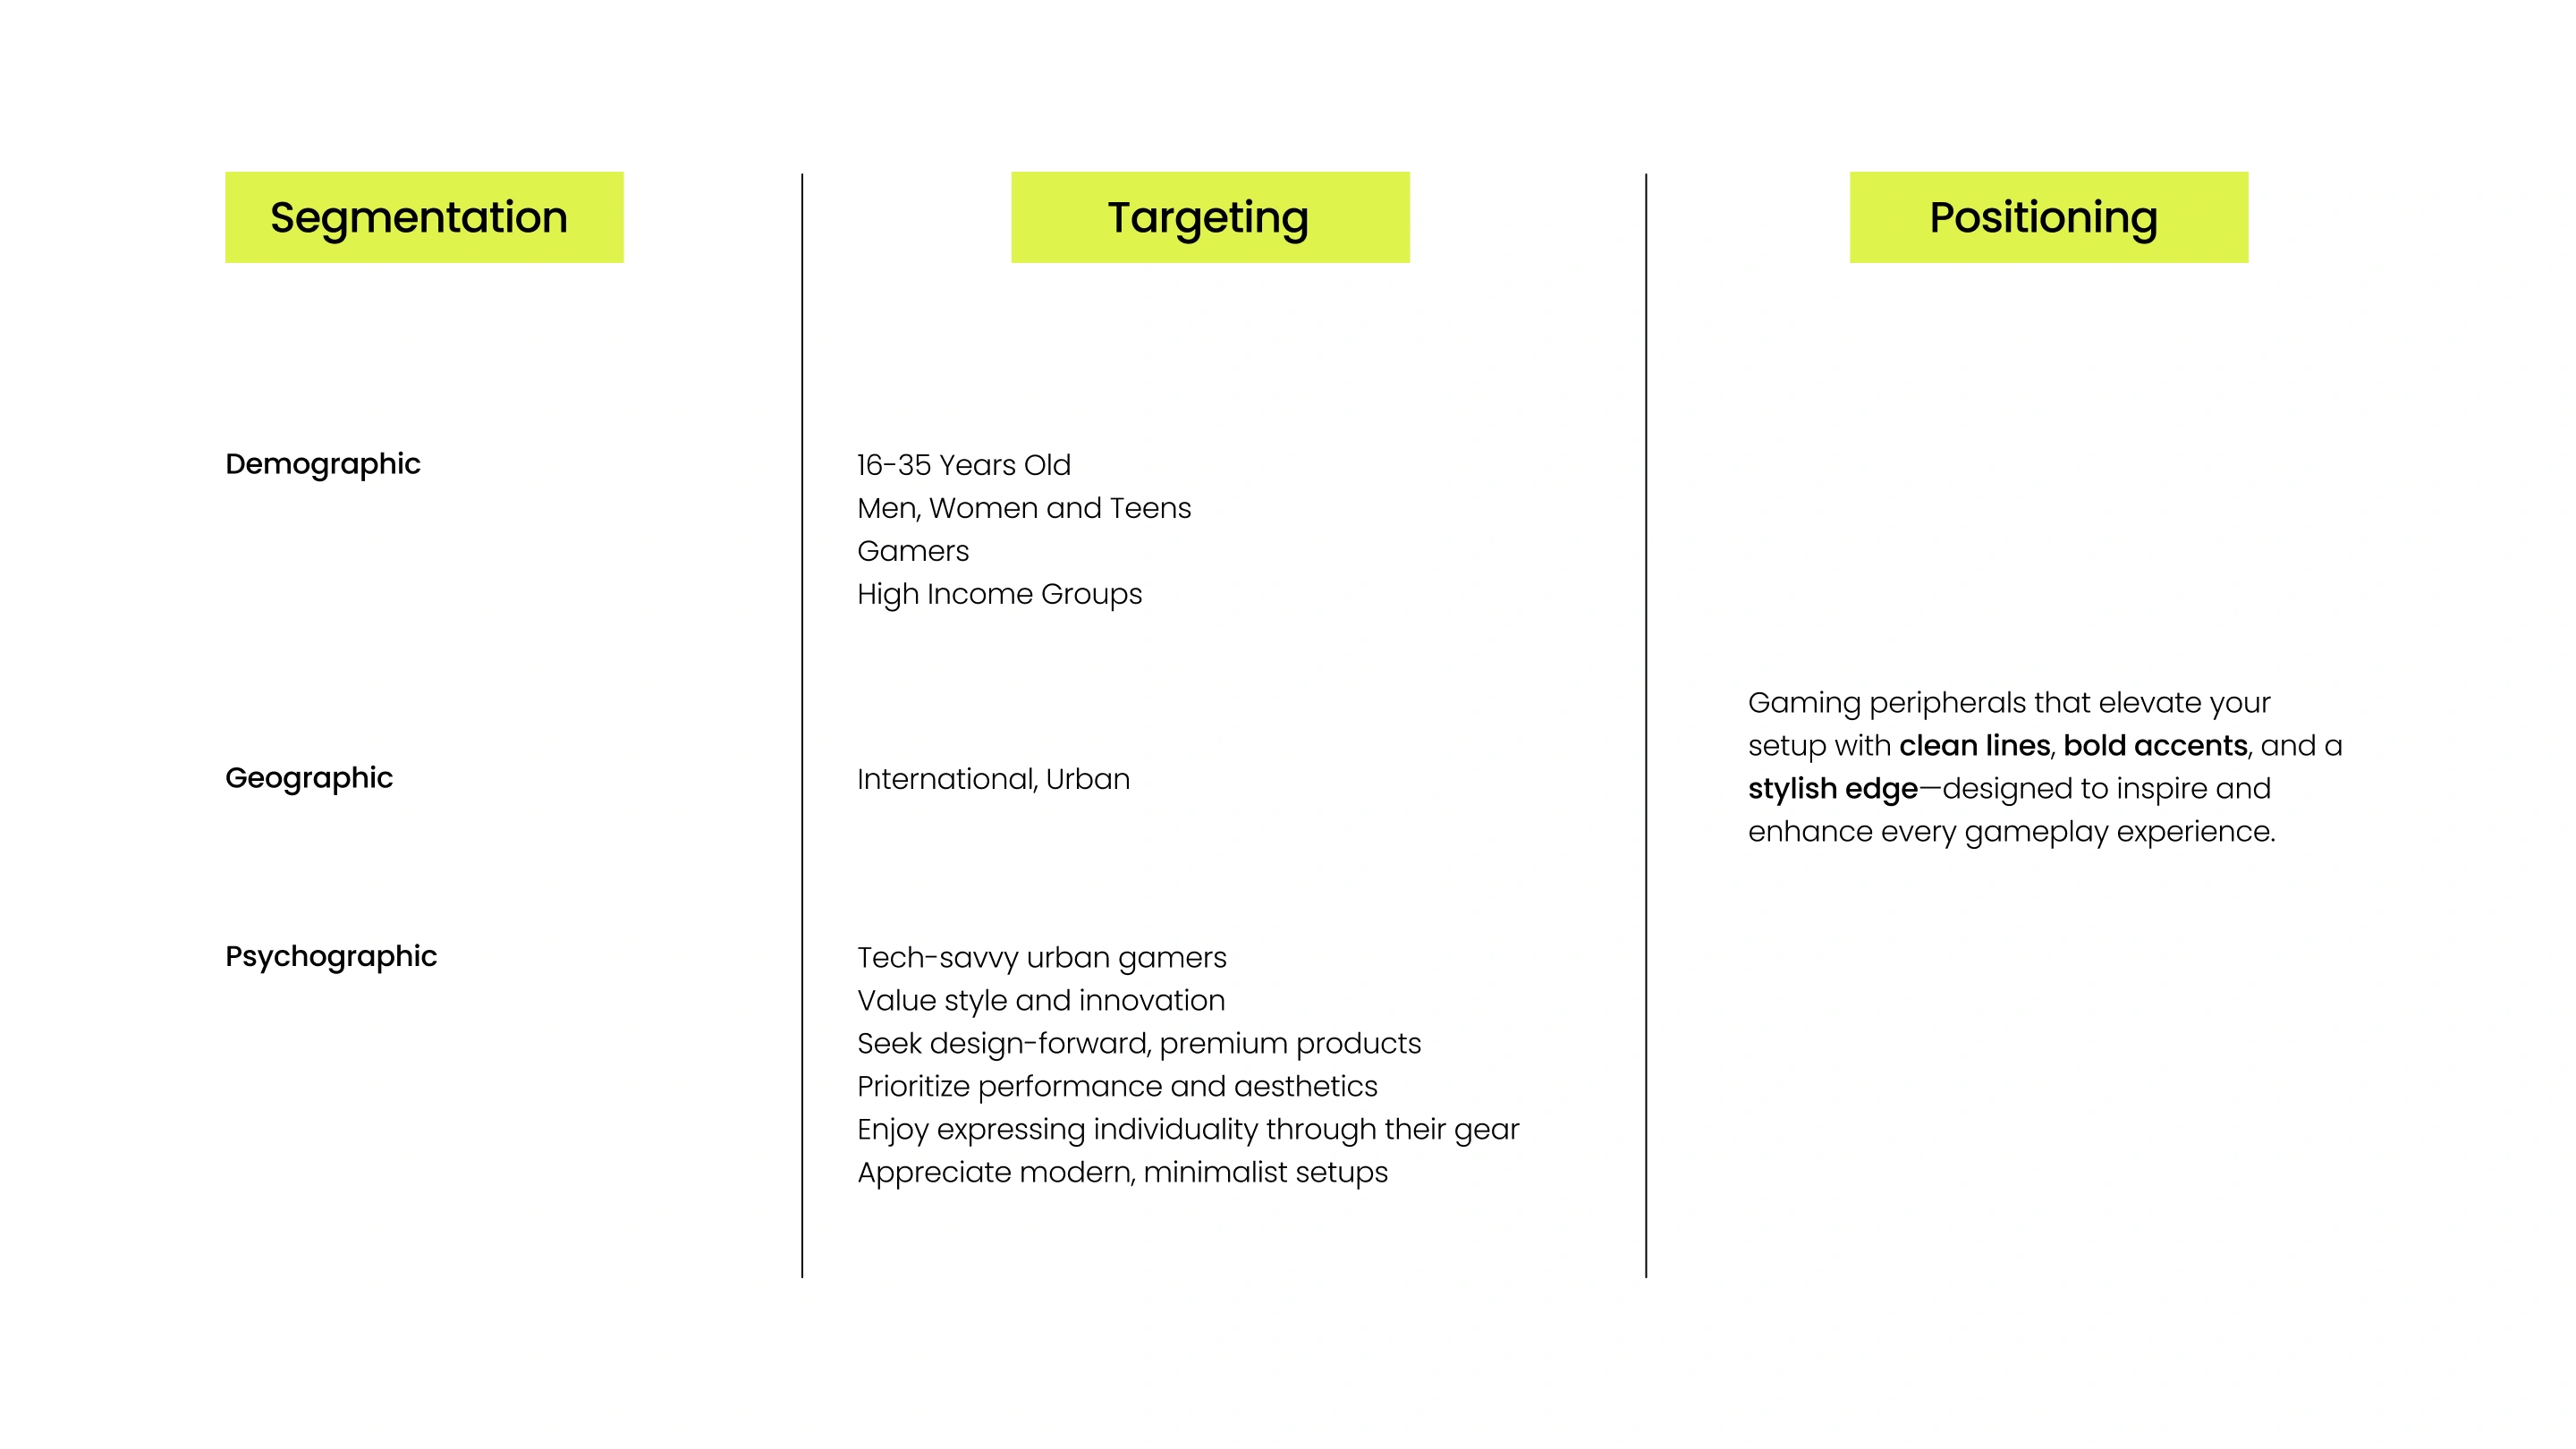 Segmentation
Targeting
Positioning
Demographic
16-35 Years Old
Men, Women and Teens
Gamers
High Income Groups
Geographic
International, Urban
Psychographic
Tech-savvy urban gamers
Value style and innovation
Seek design-forward, premium products
Prioritize performance and aesthetics
Enjoy expressing individuality through their gear
Appreciate modern, minimalist setups
Gaming peripherals that elevate your
setup with clean lines, bold accents, and a
stylish edge—designed to inspire and
enhance every gameplay experience.